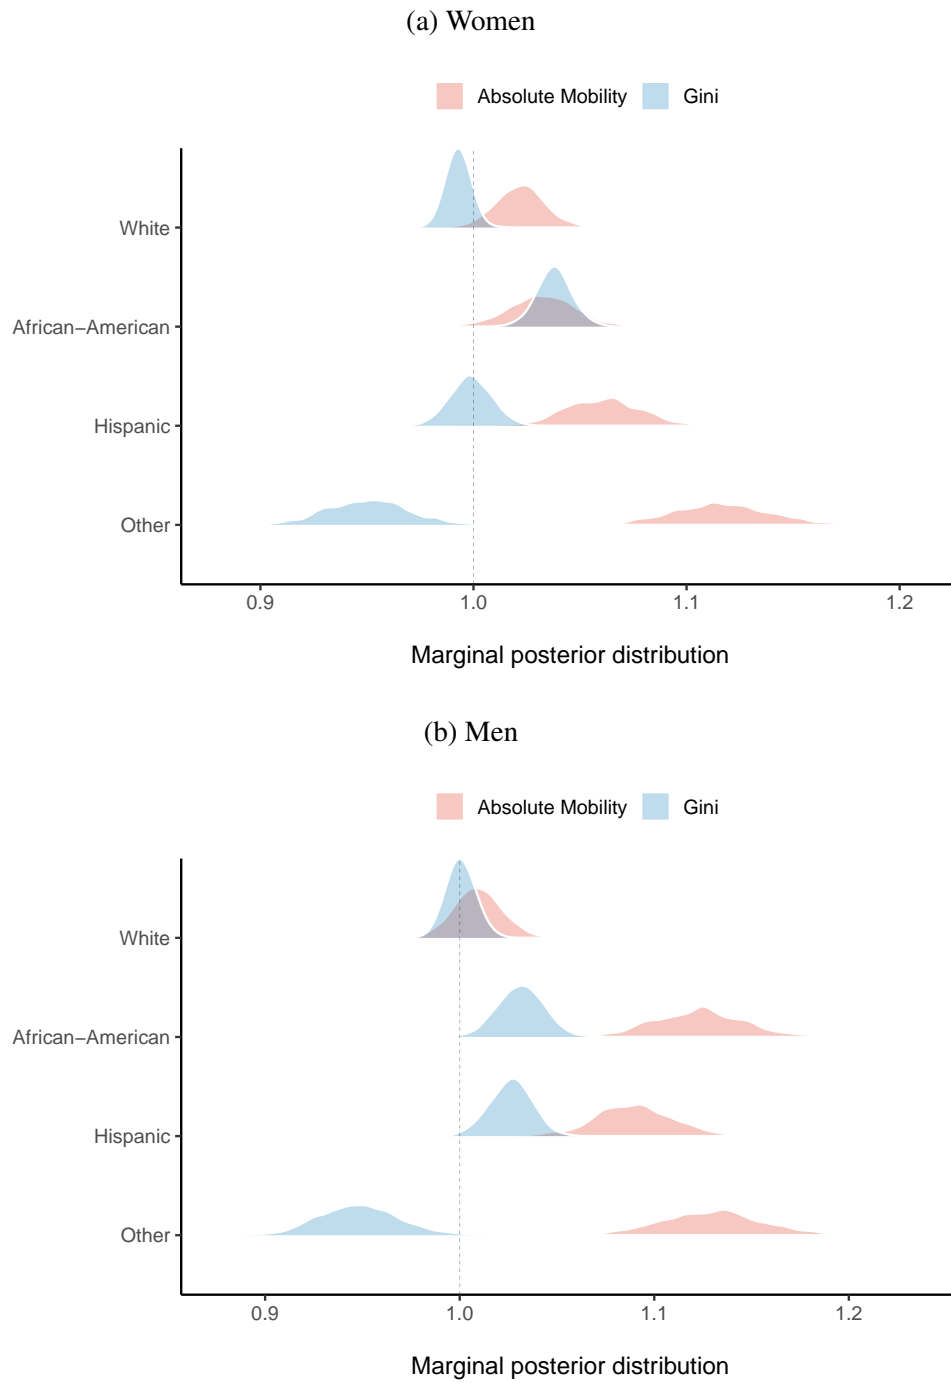 (a) Women
Absolute Mobility Gini
White
African−American
Hispanic
Other
0.9 1.0 1.1 1.2
Marginal posterior distribution
(b) Men
Absolute Mobility Gini
White
African−American
Hispanic
Other
0.9 1.0 1.1 1.2
Marginal posterior distribution